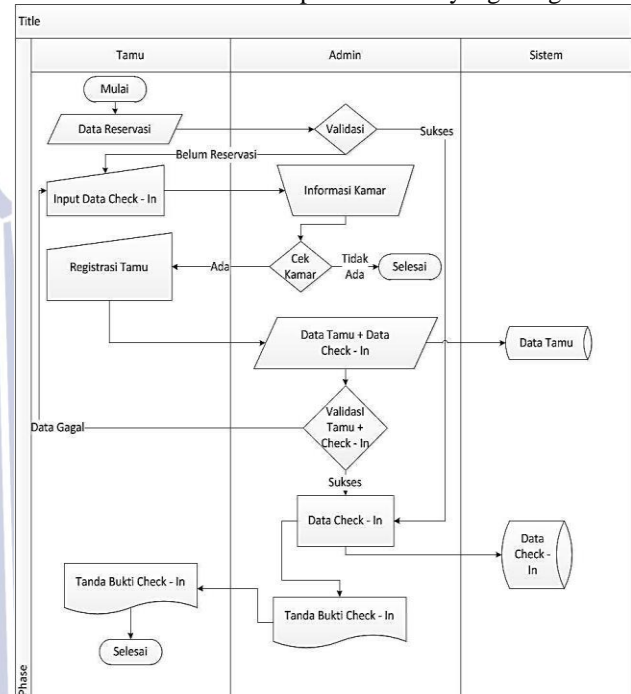 Title
Tamu
Admin
Sistem
Mulai
Data Reservasi
Validasi
Sukses
Belum Reservasi
Input Data Check - In
Informasi Kamar
Registrasi Tamu
Ada
Cek
Kamar
Tidak
Ada
Selesai
Data Tamu + Data
Check - In
Data Tamu
Validasi
Tamu +
Check - In
Data Gagal
Sukses
Data Check - In
Data
Check -
In
Tanda Bukti Check - In
Tanda Bukti Check - In
Selesai
Phase